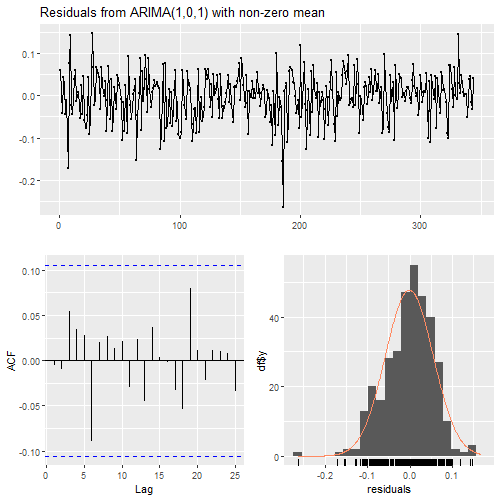 Residuals from ARIMA(1,0,1) with non-zero mean
0.1
0.0
-0.1
-0.2
0 100 200 300
0.10
0.05
0.00
-0.05
-0.10
ACF
0 5 10 15 20 25
Lag
40
20
0
df$y
-0.2 -0.1 0.0 0.1
residuals